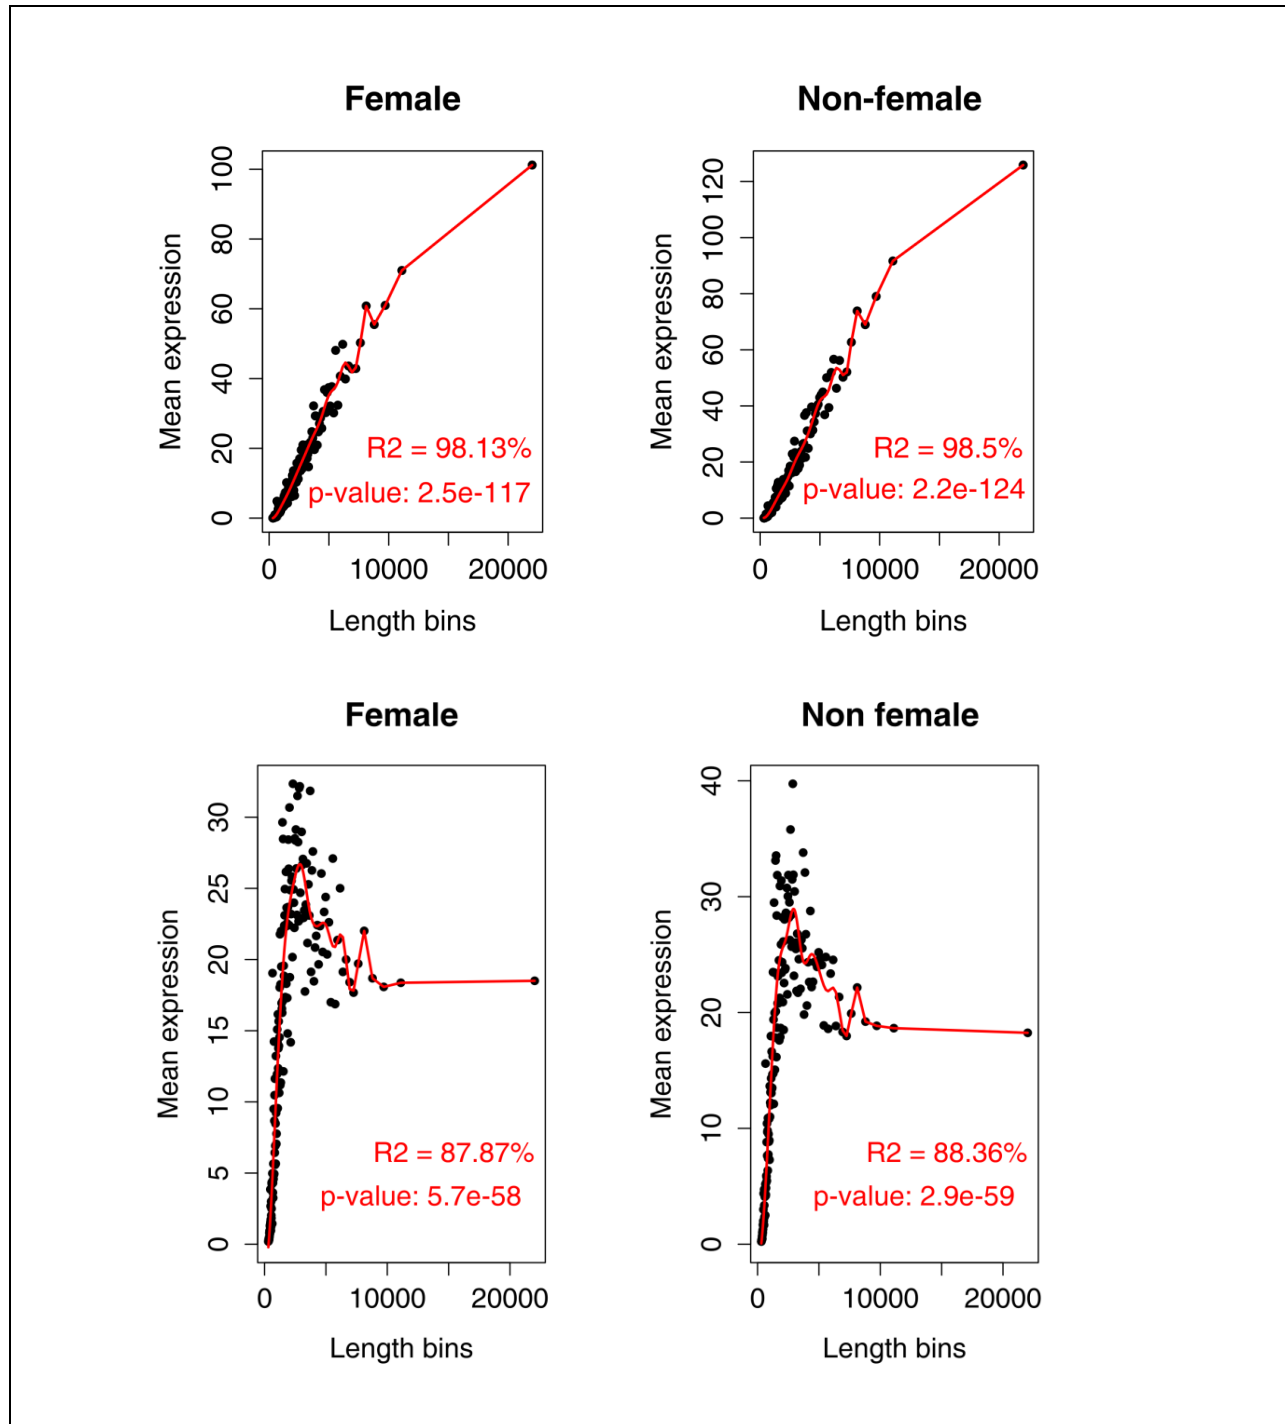 Female
Non-female
Mean expression
0
20
40
60
80
100
R2 = 98.13%
p-value: 2.5e-117
0
10000
20000
Length bins
Mean expression
0
20
40
60
80
100
120
R2 = 98.5%
p-value: 2.2e-124
0
10000
20000
Length bins
Female
Non female
Mean expression
0
5
10
15
20
25
30
R2 = 87.87%
p-value: 5.7e-58
0
10000
20000
Length bins
Mean expression
0
10
20
30
40
R2 = 88.36%
p-value: 2.9e-59
0
10000
20000
Length bins